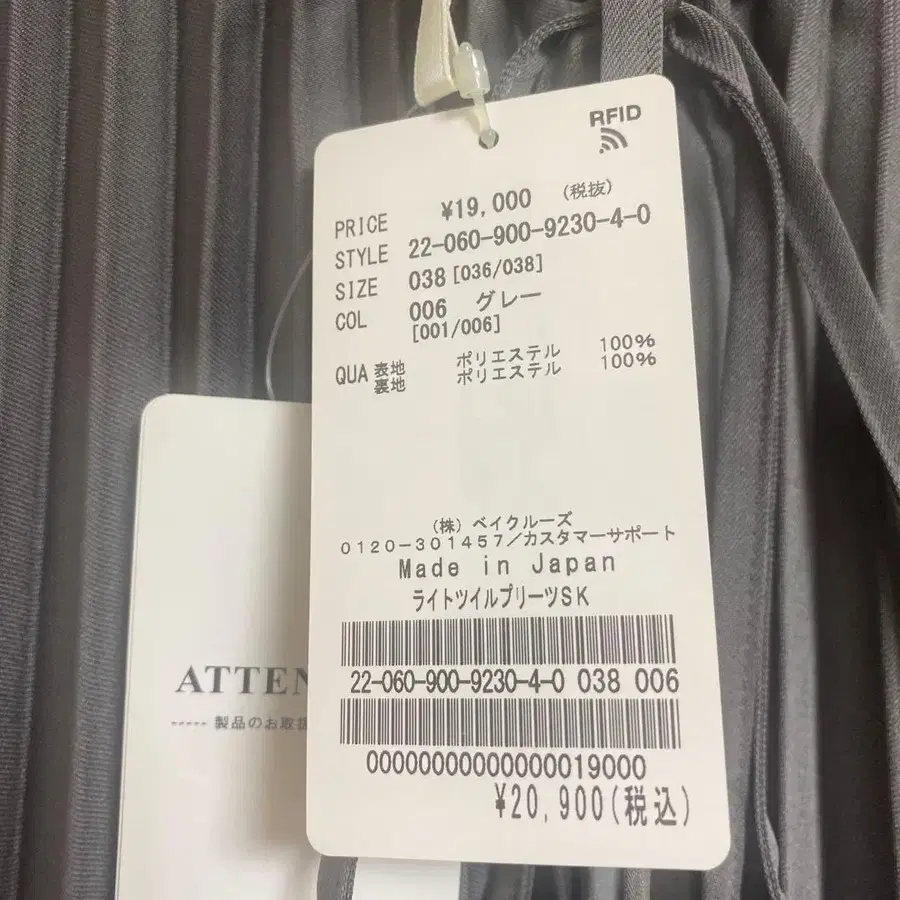 RFID
PRICE ¥19,000 (税抜)
STYLE 22-060-900-9230-4-0
SIZE 038 [036/038]
COL 006 グレー
[001/006]
QUA 表地 ポリエステル 100%
裏地 ポリエステル 100%
(株) ベイクルーズ
0120-301457/カスタマーサポート
Made in Japan
ライトツイルプリーツSK
22-060-900-9230-4-0 038 006
0000000000000000019000
¥20,900(税込)
ATTEN
----- 製品のお取扱